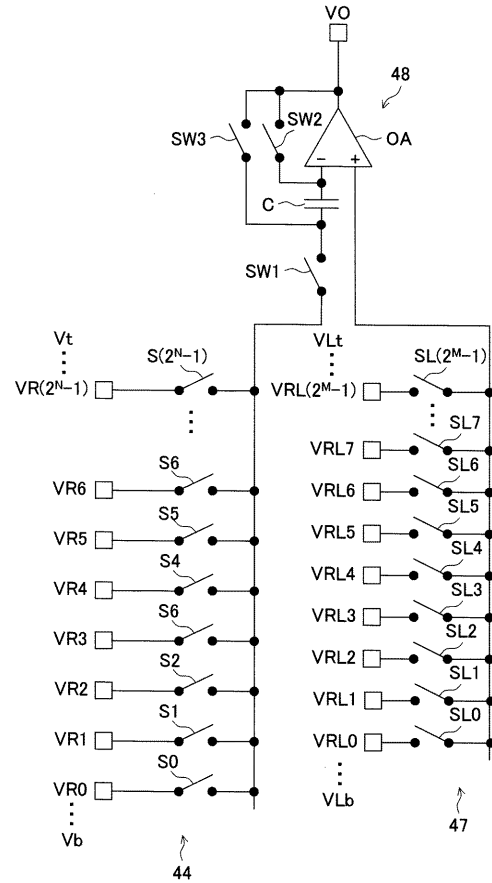 VO
48
SW3
SW2
OA
−
+
C
SW1
Vt
VLt
VR(2ᴺ−1)
S(2ᴺ−1)
VRL(2ᴹ−1)
SL(2ᴹ−1)
VRL7
SL7
VR6
S6
VRL6
SL6
VR5
S5
VRL5
SL5
VR4
S4
VRL4
SL4
VR3
S6
VRL3
SL3
VR2
S2
VRL2
SL2
VR1
S1
VRL1
SL1
VR0
S0
VRL0
SL0
Vb
VLb
44
47